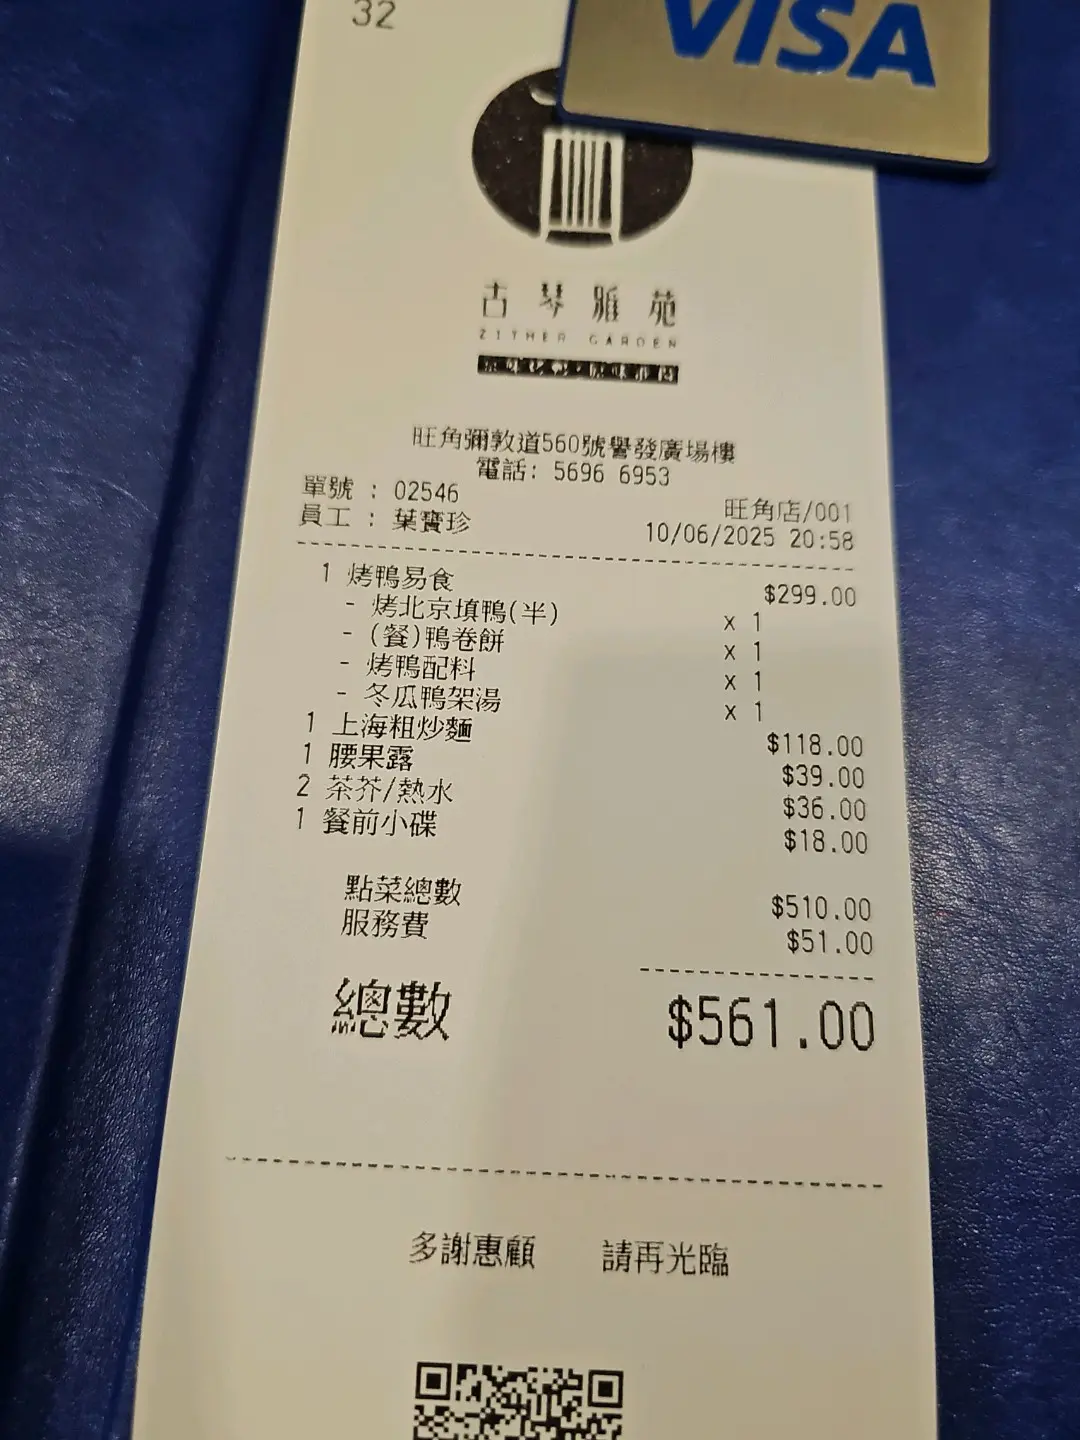 32
VISA
古琴雅苑
ZITHER GARDEN
旺角彌敦道560號譽發廣場樓
電話: 5696 6953
單號 : 02546
旺角店/001
員工 : 葉寶珍
10/06/2025 20:58
1 烤鴨易食 $299.00
- 烤北京填鴨(半) x 1
- (餐)鴨卷餅 x 1
- 烤鴨配料 x 1
- 冬瓜鴨架湯 x 1
1 上海粗炒麵 $118.00
1 腰果露 $39.00
2 茶芥/熱水 $36.00
1 餐前小碟 $18.00
點菜總數 $510.00
服務費 $51.00
總數 $561.00
多謝惠顧 請再光臨